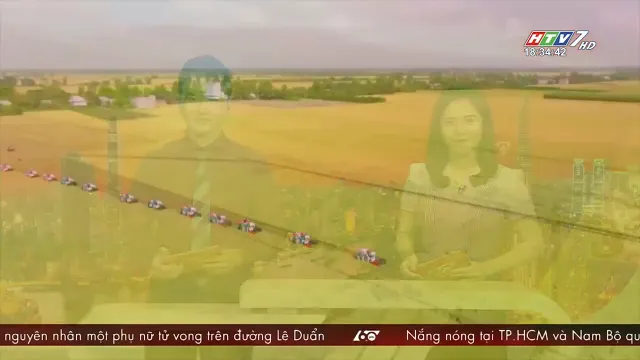 HTV7 HD
18:34:42
nguyên nhân một phụ nữ tử vong trên đường Lê Duẩn 60 Nắng nóng tại TP.HCM và Nam Bộ qu